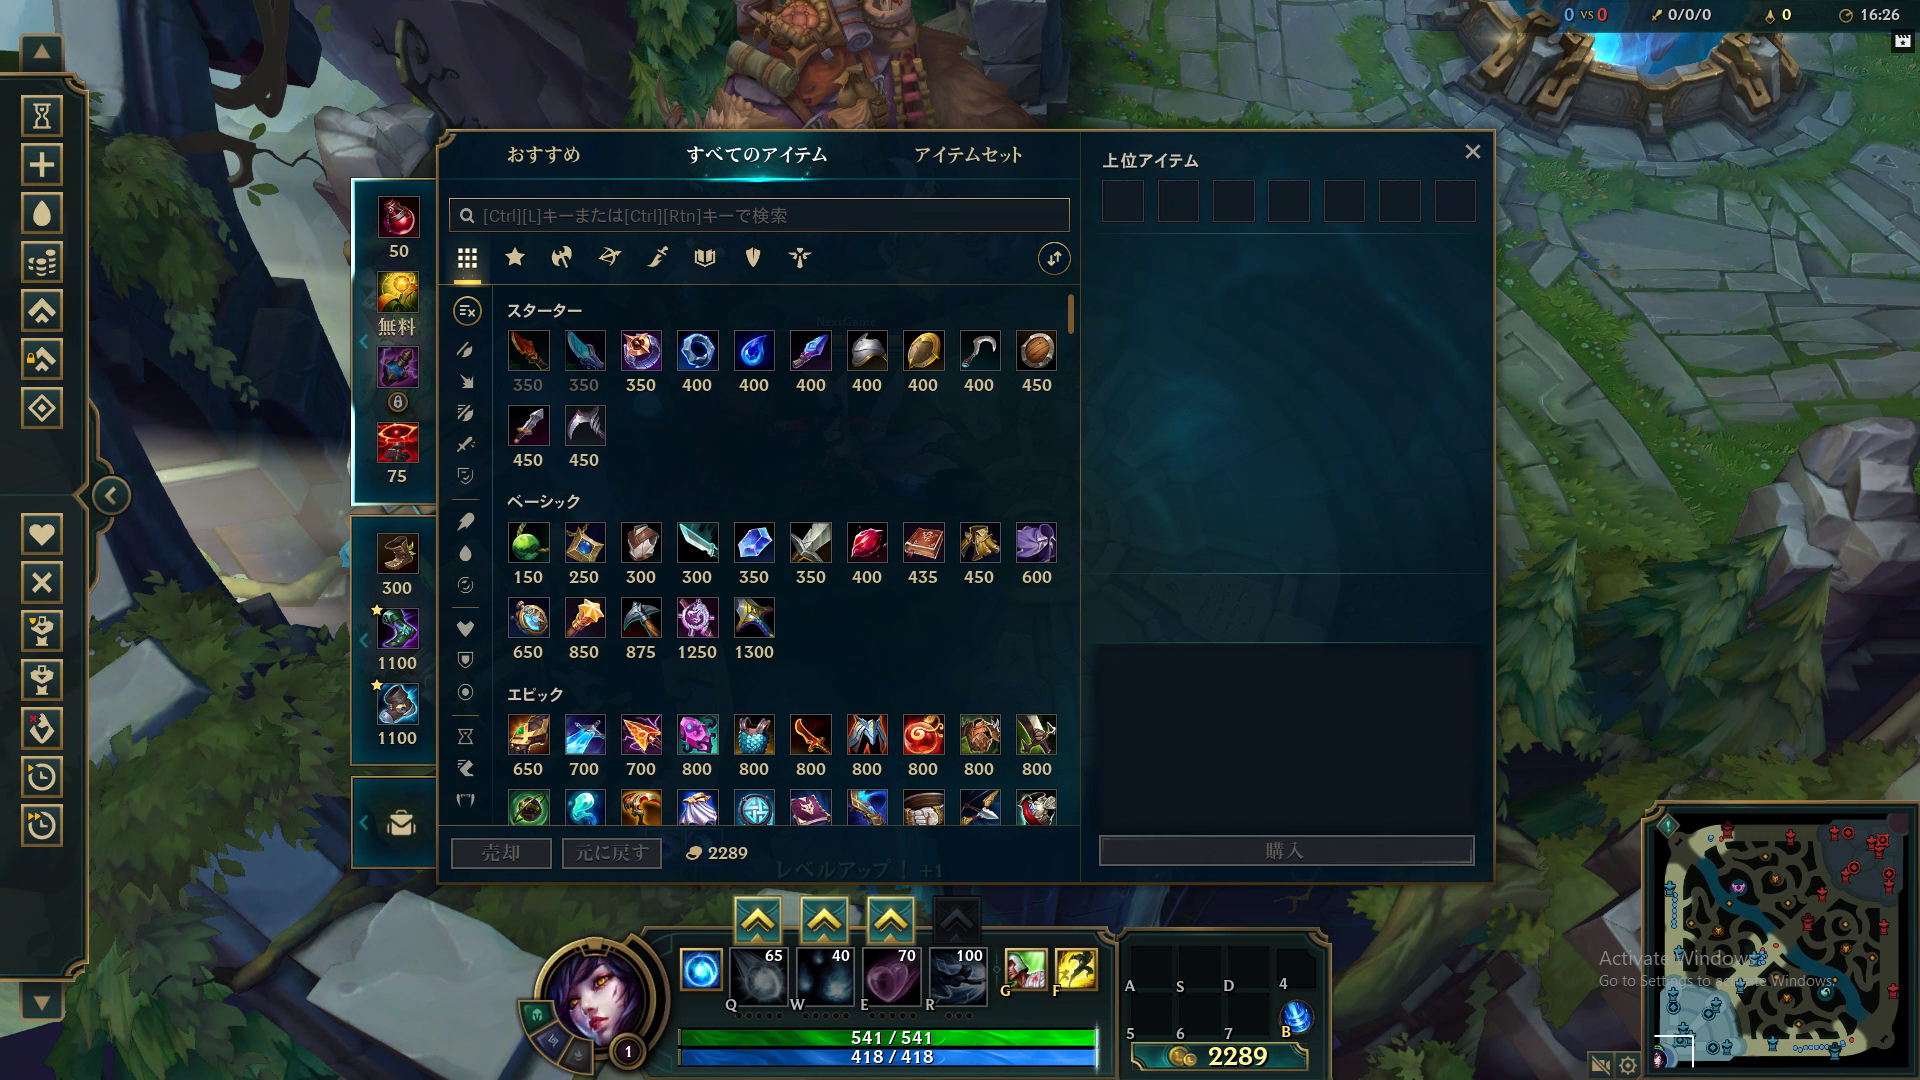 0 vs 0
0/0/0
0
16:26
おすすめ
すべてのアイテム
アイテムセット
上位アイテム
[Ctrl][L]キーまたは[Ctrl][Rtn]キーで検索
50
無料
75
300
1100
1100
スターター
350 350 350 400 400 400 400 400 400 450
450 450
ベーシック
150 250 300 300 350 350 400 435 450 600
650 850 875 1250 1300
エピック
650 700 700 800 800 800 800 800 800 800
売却
元に戻す
2289
レベルアップ！ +1
購入
65 40 70 100
Q W E R
G F
541 / 541
418 / 418
1
A S D 4
5 6 7 B
2289
Activate Windows
Go to Settings to activate Windows.